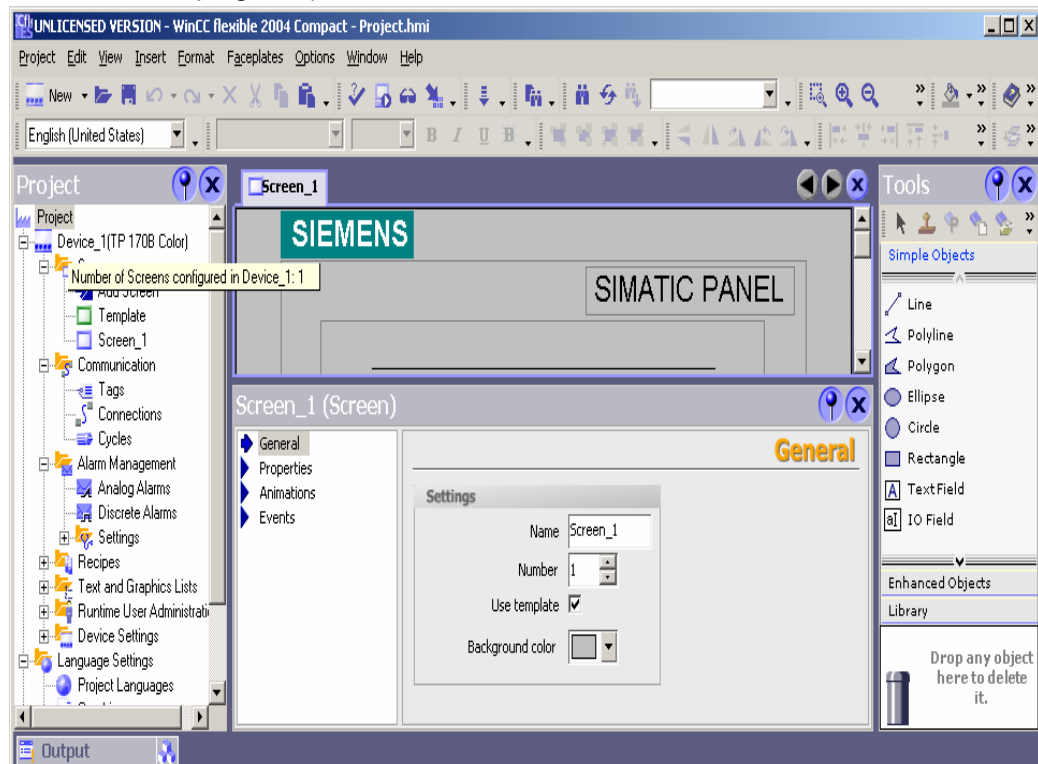 UNLICENSED VERSION - WinCC flexible 2004 Compact - Project.hmi
Project Edit View Insert Format Faceplates Options Window Help
New
English (United States) B I U
Project
Screen_1
Tools
Project
Device_1(TP 170B Color)
Number of Screens configured in Device_1: 1
Add Screen
Template
Screen_1
Communication
Tags
Connections
Cycles
Alarm Management
Analog Alarms
Discrete Alarms
Settings
Recipes
Text and Graphics Lists
Runtime User Administrati
Device Settings
Language Settings
Project Languages
SIEMENS
SIMATIC PANEL
Screen_1 (Screen)
General
Properties
Animations
Events
General
Settings
Name Screen_1
Number 1
Use template
Background color
Simple Objects
Line
Polyline
Polygon
Ellipse
Circle
Rectangle
A TextField
aI IO Field
Enhanced Objects
Library
Drop any object
here to delete
it.
Output